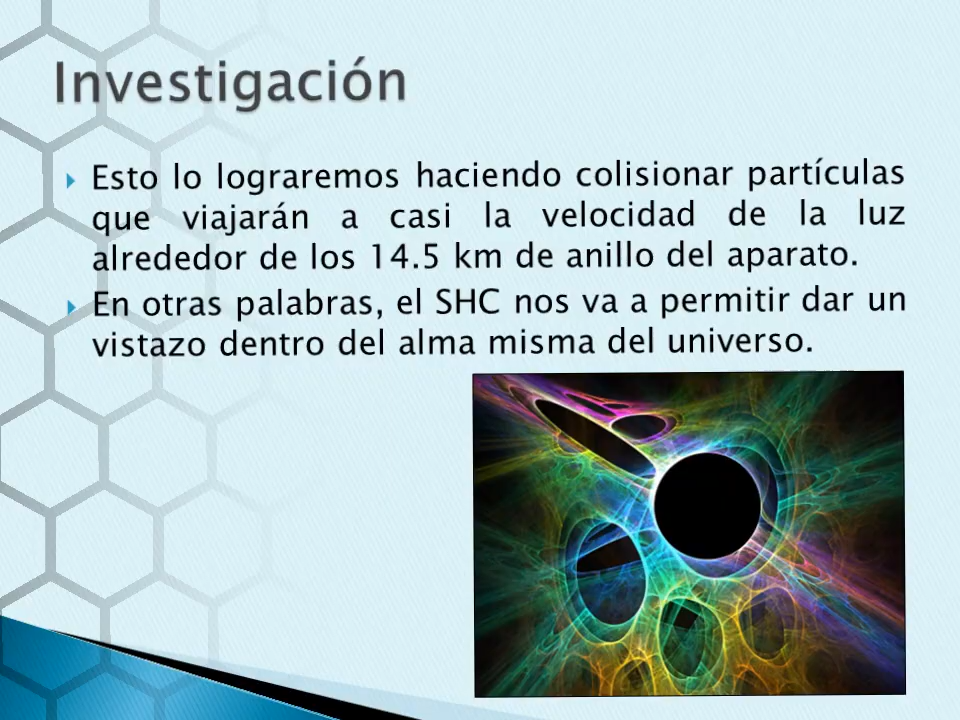 Investigación
Esto lo lograremos haciendo colisionar partículas
que viajarán a casi la velocidad de la luz
alrededor de los 14.5 km de anillo del aparato.
En otras palabras, el SHC nos va a permitir dar un
vistazo dentro del alma misma del universo.